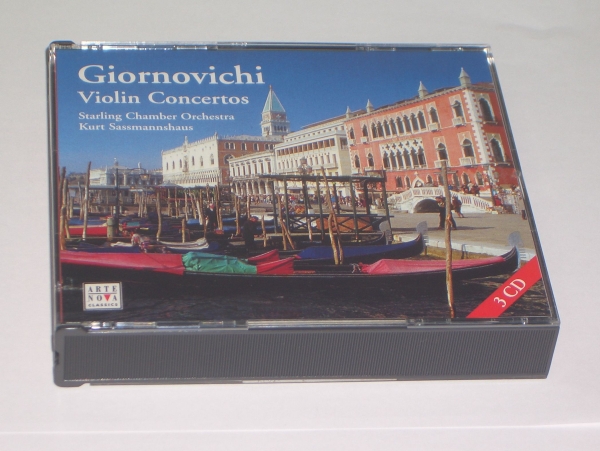 Giornovichi
Violin Concertos
Starling Chamber Orchestra
Kurt Sassmannshaus
ARTE
NOVA
CLASSICS
3 CD